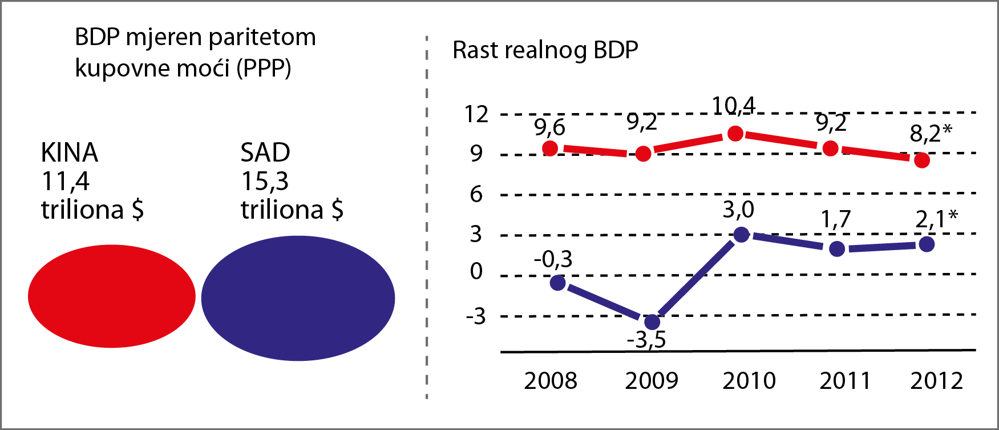 BDP mjeren paritetom
kupovne moći (PPP)
KINA
11,4
triliona $
SAD
15,3
triliona $
Rast realnog BDP
12
9
6
3
0
-3
9,6
9,2
10,4
9,2
8,2*
-0,3
-3,5
3,0
1,7
2,1*
2008 2009 2010 2011 2012